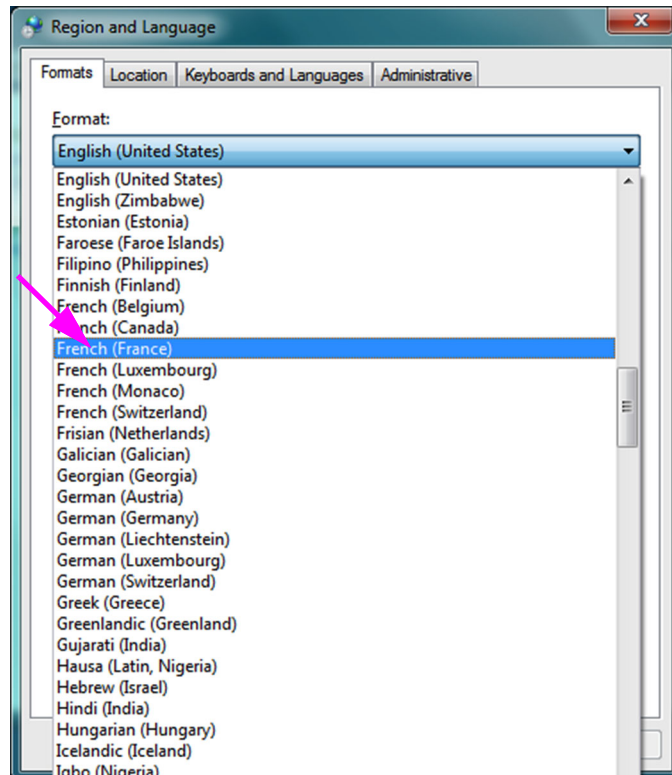 Region and Language
Formats Location Keyboards and Languages Administrative
Format:
English (United States)
English (United States)
English (Zimbabwe)
Estonian (Estonia)
Faroese (Faroe Islands)
Filipino (Philippines)
Finnish (Finland)
French (Belgium)
French (Canada)
French (France)
French (Luxembourg)
French (Monaco)
French (Switzerland)
Frisian (Netherlands)
Galician (Galician)
Georgian (Georgia)
German (Austria)
German (Germany)
German (Liechtenstein)
German (Luxembourg)
German (Switzerland)
Greek (Greece)
Greenlandic (Greenland)
Gujarati (India)
Hausa (Latin, Nigeria)
Hebrew (Israel)
Hindi (India)
Hungarian (Hungary)
Icelandic (Iceland)
Igbo (Nigeria)